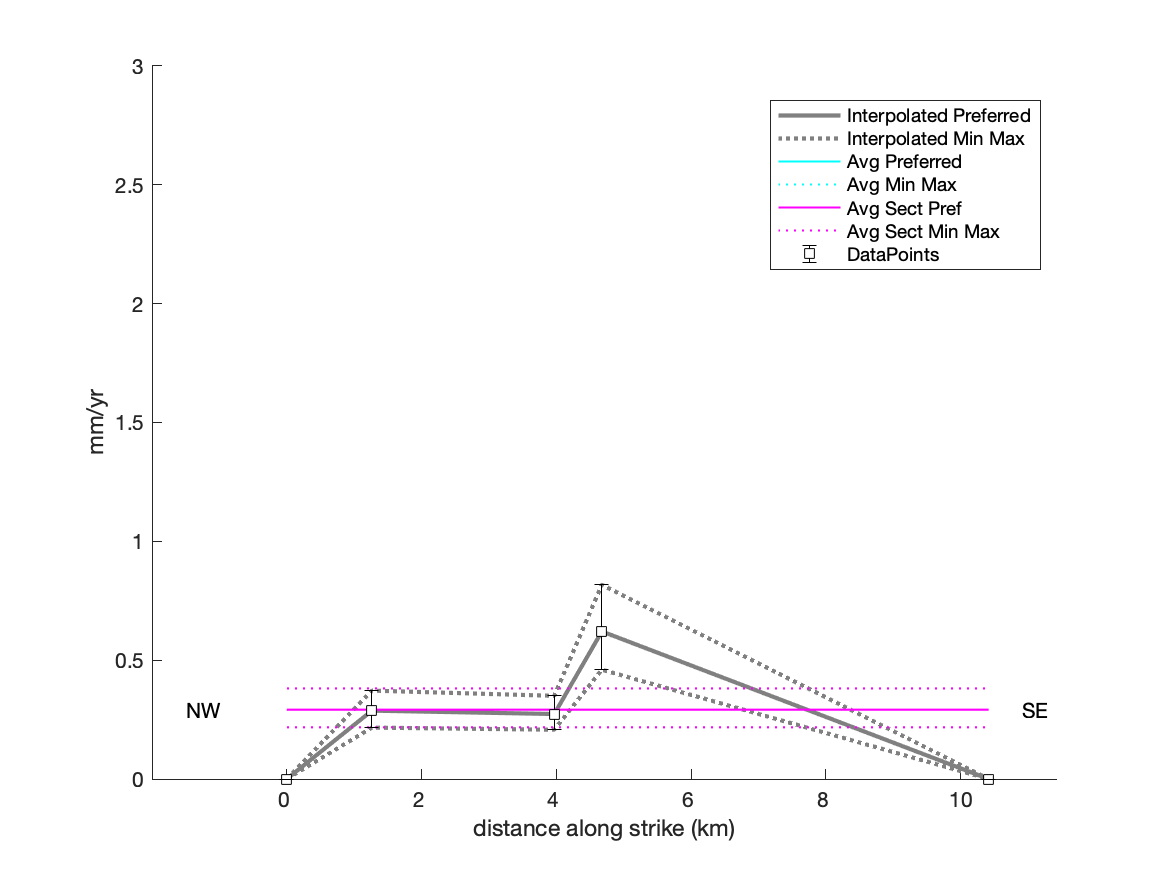 3
2.5
2
1.5
1
0.5
0
mm/yr
Interpolated Preferred
Interpolated Min Max
Avg Preferred
Avg Min Max
Avg Sect Pref
Avg Sect Min Max
DataPoints
NW
SE
0 2 4 6 8 10
distance along strike (km)